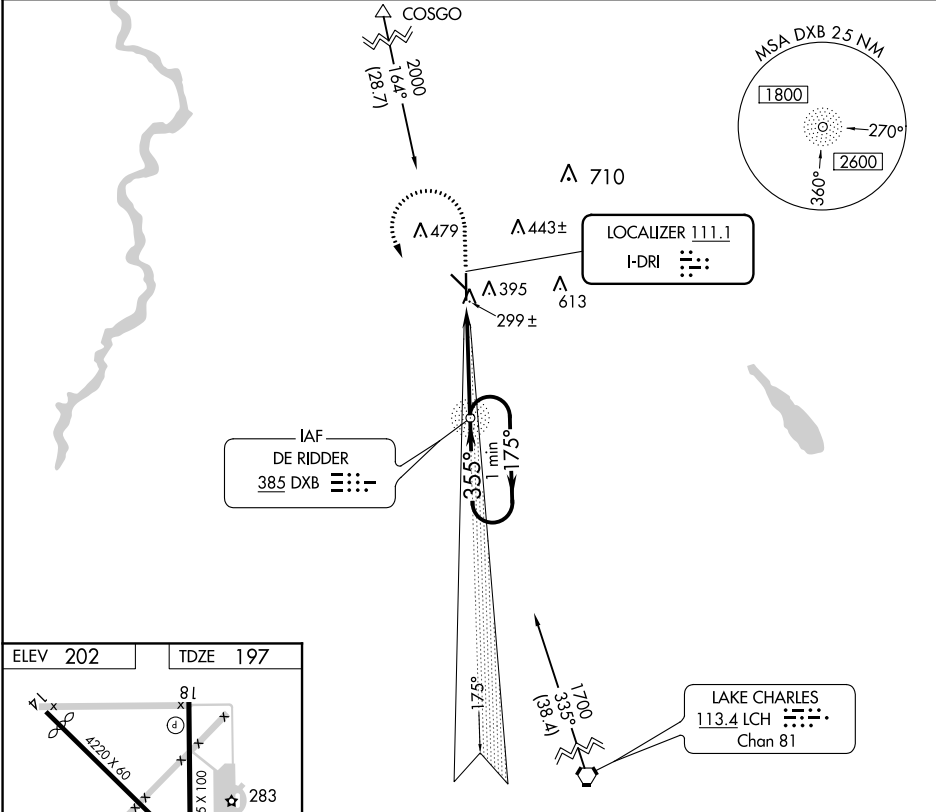 COSGO
2000
164°
(28.7)
MSA DXB 25 NM
1800
270°
2600
360°
710
479
443±
LOCALIZER 111.1
I-DRI
395
613
299±
IAF
DE RIDDER
385 DXB
355°
1 min
175°
175°
1700
335°
(38.4)
LAKE CHARLES
113.4 LCH
Chan 81
ELEV 202
TDZE 197
14
18
P
4220 X 60
5 X 100
283